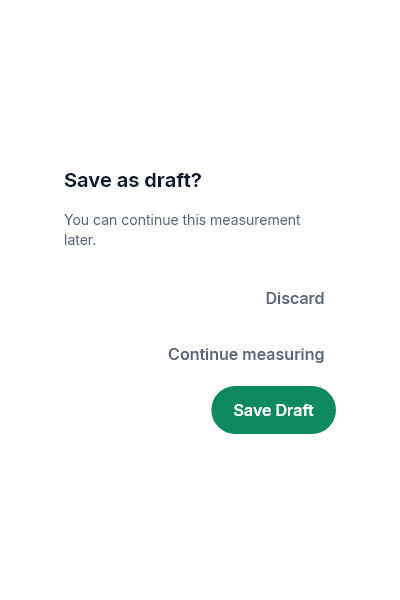 Save as draft?
You can continue this measurement
later.
Discard
Continue measuring
Save Draft